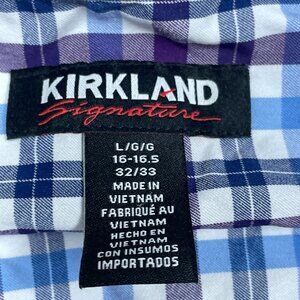 KIRKLAND
Signature
L/G/G
16-16.5
32/33
MADE IN
VIETNAM
FABRIQUÉ AU
VIETNAM
HECHO EN
VIETNAM
CON INSUMOS
IMPORTADOS